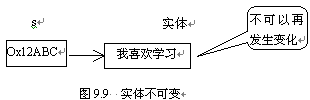 s
实体
不可以再
发生变化
Ox12ABC
我喜欢学习
图 9.9 实体不可变